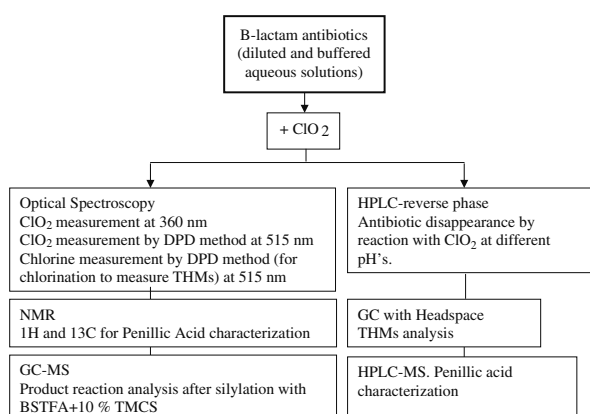 B-lactam antibiotics
(diluted and buffered
aqueous solutions)
+ ClO2
Optical Spectroscopy
ClO2 measurement at 360 nm
ClO2 measurement by DPD method at 515 nm
Chlorine measurement by DPD method (for
chlorination to measure THMs) at 515 nm
NMR
1H and 13C for Penillic Acid characterization
GC-MS
Product reaction analysis after silylation with
BSTFA+10 % TMCS
HPLC-reverse phase
Antibiotic disappearance by
reaction with ClO2 at different
pH's.
GC with Headspace
THMs analysis
HPLC-MS. Penillic acid
characterization